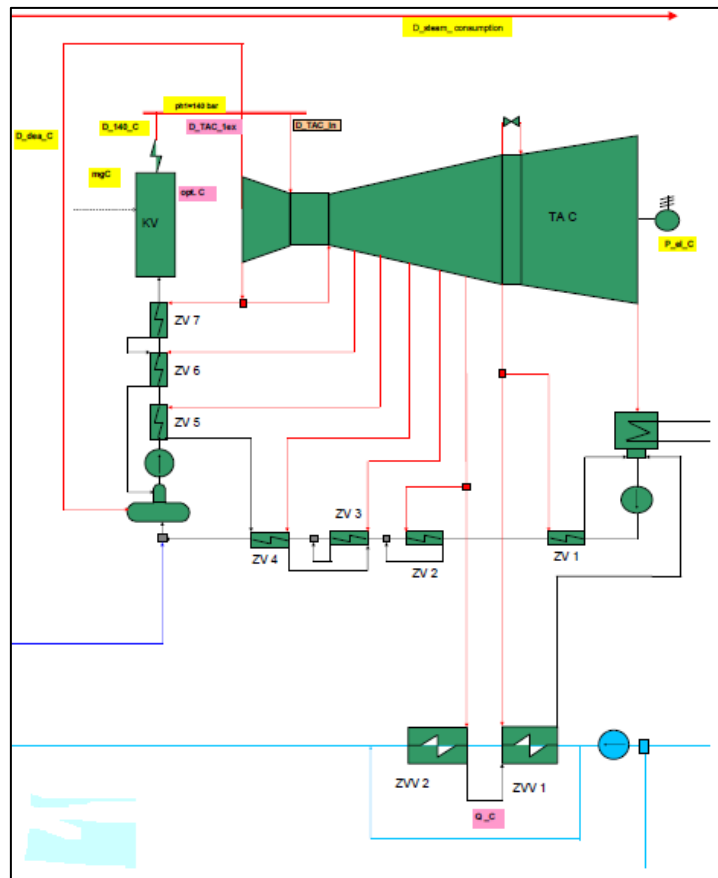 D_steam_ consumption
ph1=140 bar
D_dea_C
D_140_C
D_TAC_1ex
D_TAC_in
mgC
opt. C
KV
TA C
P_el_C
ZV 7
ZV 6
ZV 5
ZV 3
ZV 4
ZV 2
ZV 1
ZVV 2
ZVV 1
Q_C